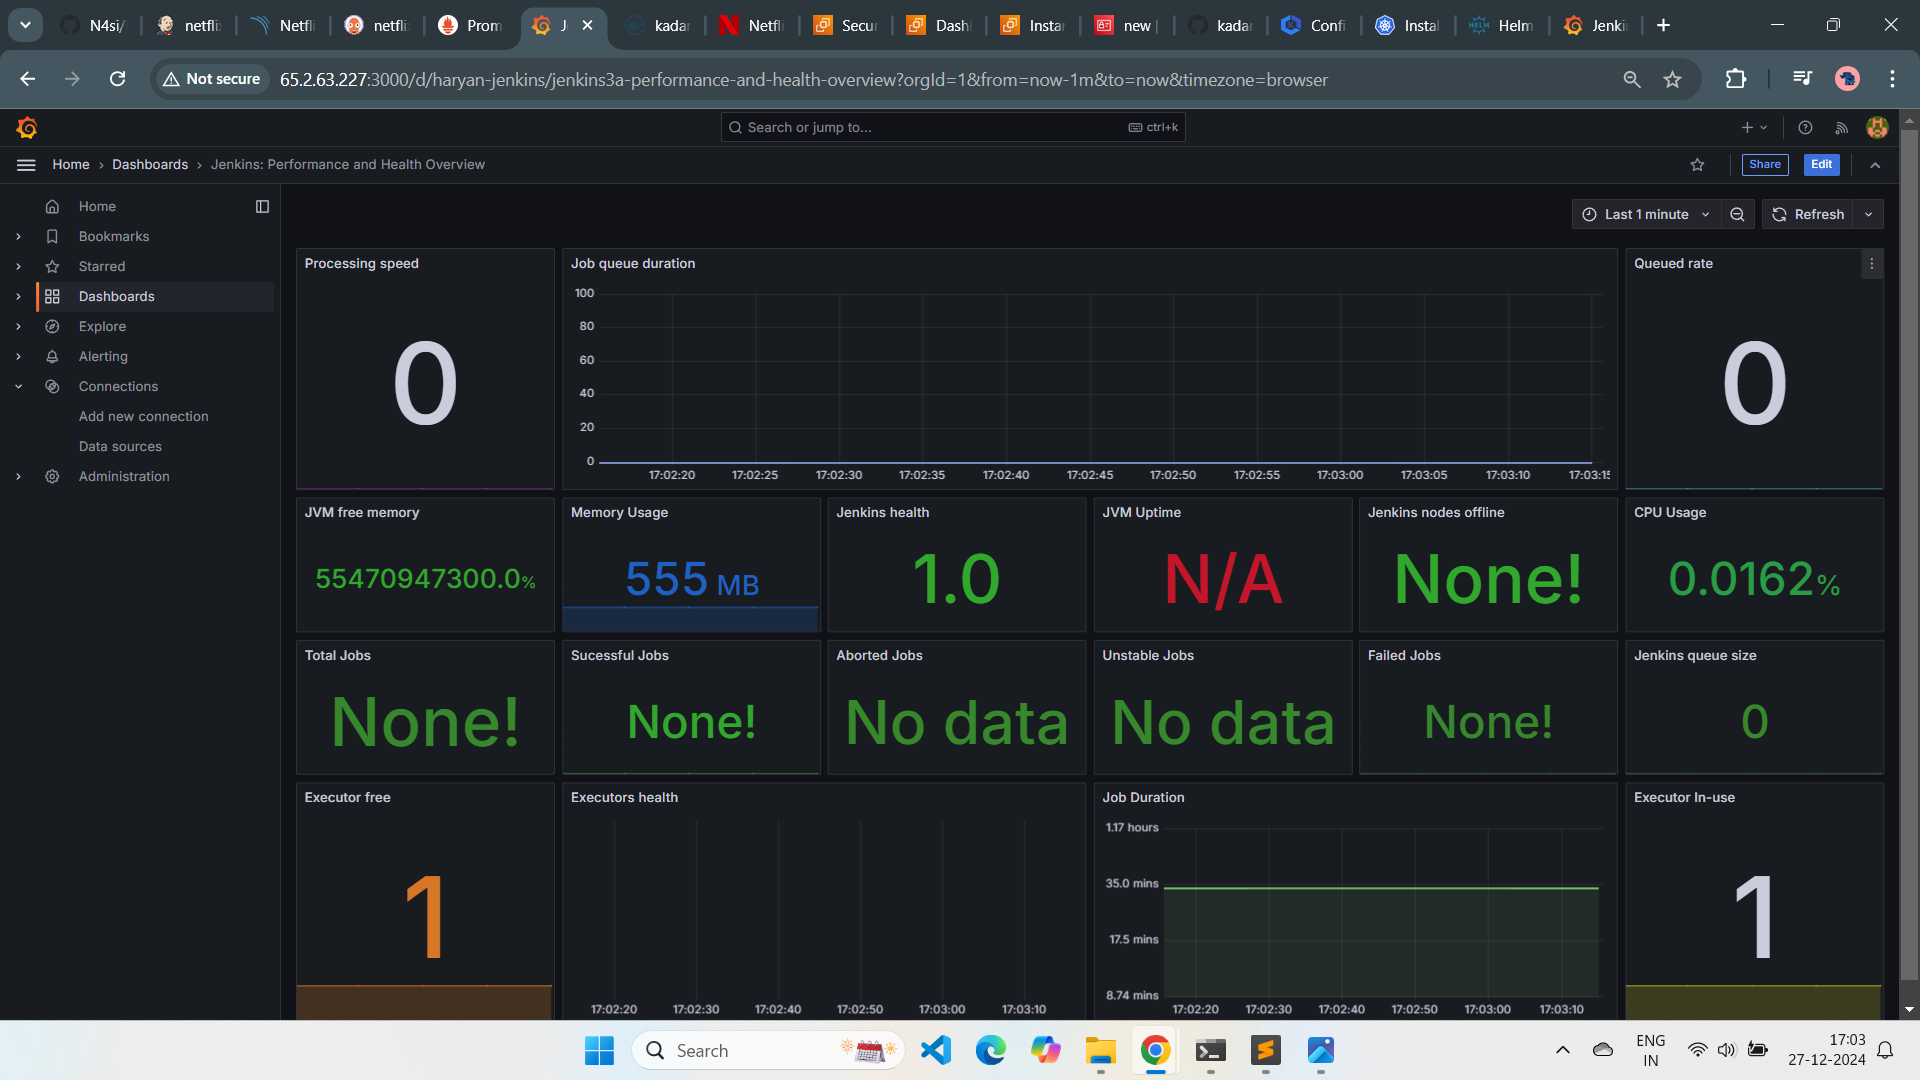 N4si/
netflix
Netfli
netflix
Prom
J
kadar
Netfli
Secur
Dashl
Instar
new |
kadar
Confi
Instal
Helm
Jenkin
Not secure
65.2.63.227:3000/d/haryan-jenkins/jenkins3a-performance-and-health-overview?orgId=1&from=now-1m&to=now&timezone=browser
Search or jump to...
ctrl+k
Home › Dashboards › Jenkins: Performance and Health Overview
Share
Edit
Home
Bookmarks
Starred
Dashboards
Explore
Alerting
Connections
Add new connection
Data sources
Administration
Last 1 minute
Refresh
Processing speed
0
Job queue duration
100
80
60
40
20
0
17:02:20 17:02:25 17:02:30 17:02:35 17:02:40 17:02:45 17:02:50 17:02:55 17:03:00 17:03:05 17:03:10 17:03:15
Queued rate
0
JVM free memory
55470947300.0%
Memory Usage
555 MB
Jenkins health
1.0
JVM Uptime
N/A
Jenkins nodes offline
None!
CPU Usage
0.0162%
Total Jobs
None!
Sucessful Jobs
None!
Aborted Jobs
No data
Unstable Jobs
No data
Failed Jobs
None!
Jenkins queue size
0
Executor free
1
Executors health
17:02:20 17:02:30 17:02:40 17:02:50 17:03:00 17:03:10
Job Duration
1.17 hours
35.0 mins
17.5 mins
8.74 mins
17:02:20 17:02:30 17:02:40 17:02:50 17:03:00 17:03:10
Executor In-use
1
Search
ENG
IN
17:03
27-12-2024